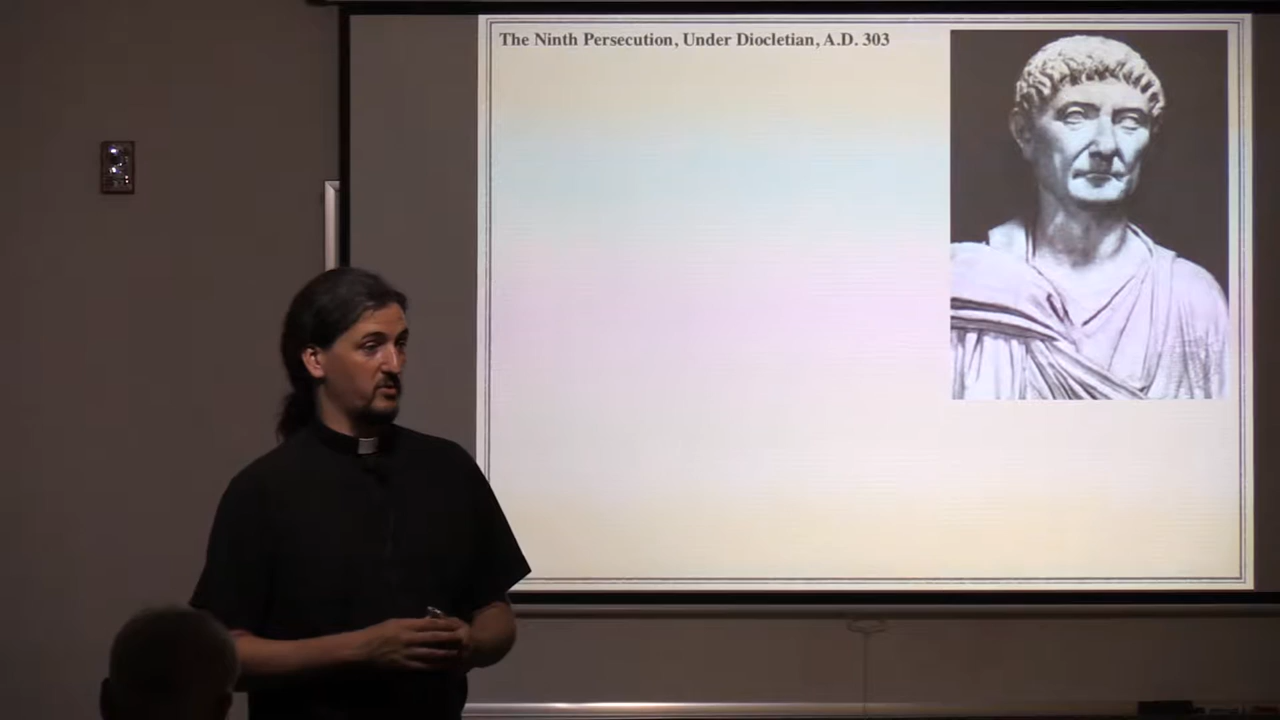 The Ninth Persecution, Under Diocletian, A.D. 303